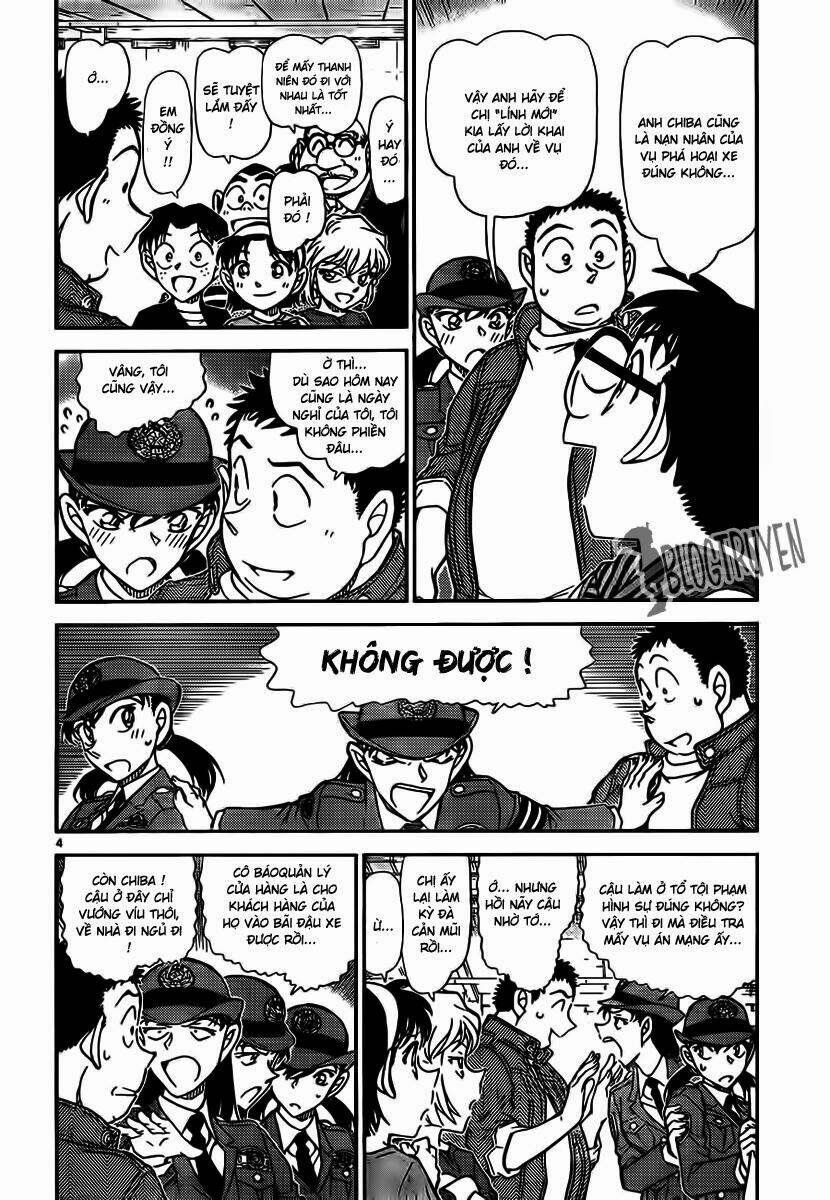 ANH CHIBA CŨNG
LÀ NẠN NHÂN CỦA
VỤ PHÁ HOẠI XE
ĐÚNG KHÔNG...
VẬY ANH HÃY ĐỂ
CHỊ "LÍNH MỚI"
KIA LẤY LỜI KHAI
CỦA ANH VỀ VỤ
ĐÓ...
Ý
HAY
ĐÓ
...
ĐỂ MẤY THANH
NIÊN ĐÓ ĐI VỚI
NHAU LÀ TỐT
NHẤT...
PHẢI
ĐÓ !
SẼ TUYỆT
LẮM ĐẤY
!
EM
ĐỒNG
Ý
!!
Ơ...
Ờ THÌ...
DÙ SAO HÔM NAY
CŨNG LÀ NGÀY
NGHỈ CỦA TÔI, TÔI
KHÔNG PHIỀN
ĐÂU...
VÂNG, TÔI
CŨNG VẬY...
BLOGTRUYEN
KHÔNG ĐƯỢC !
4
CẬU LÀM Ở TỔ TỘI PHẠM
HÌNH SỰ ĐÚNG KHÔNG?
VẬY THÌ ĐI MÀ ĐIỀU TRA
MẤY VỤ ÁN MẠNG ẤY...
Ơ... NHƯNG
HỒI NÃY CẬU
NHỜ TỚ...
CHỊ ẤY
LẠI LÀM
KỲ ĐÀ
CẢN MŨI
RỒI...
Ừ...
CÔ BÁOQUẢN LÝ
CỬA HÀNG LÀ CHO
KHÁCH HÀNG CỦA
HỌ VÀO BÃI ĐẬU XE
ĐƯỢC RỒI...
CÒN CHIBA !
CẬU Ở ĐÂY CHỈ
VƯỚNG VÍU THÔI,
VỀ NHÀ ĐI NGỦ ĐI
!